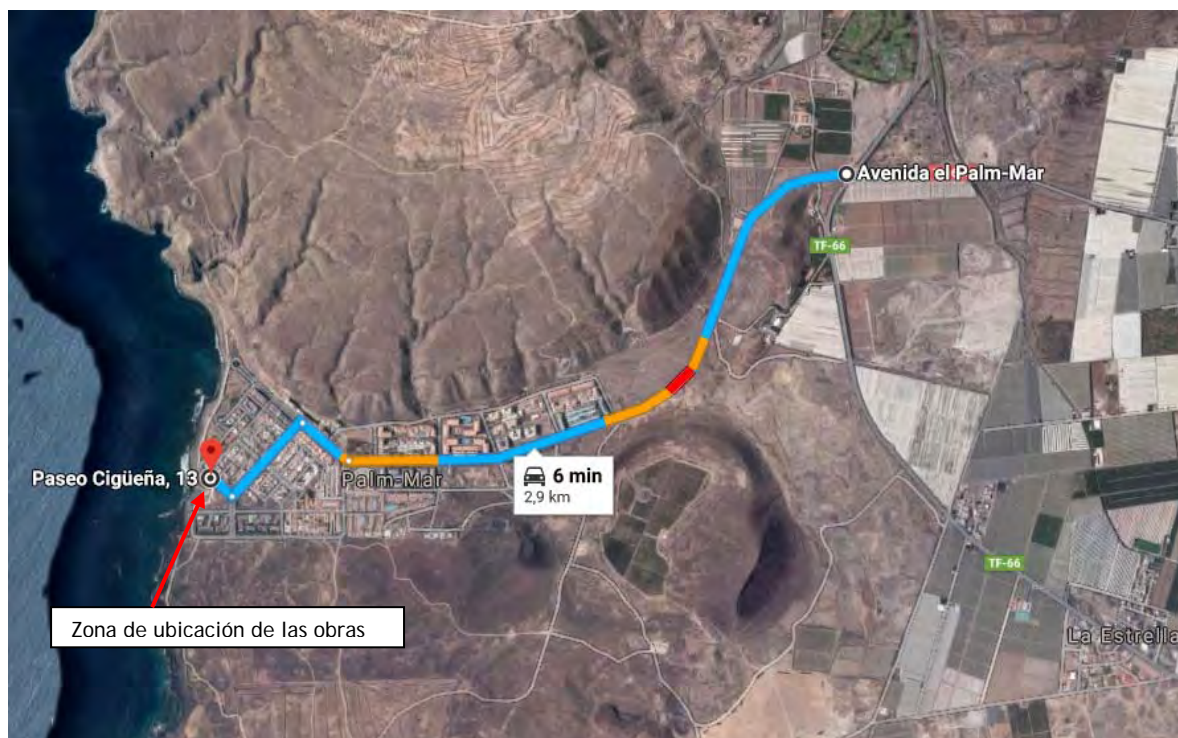 Avenida el Palm-Mar
TF-66
Paseo Cigüeña, 13
Palm-Mar
6 min
2,9 km
TF-66
Zona de ubicación de las obras
La Estrella